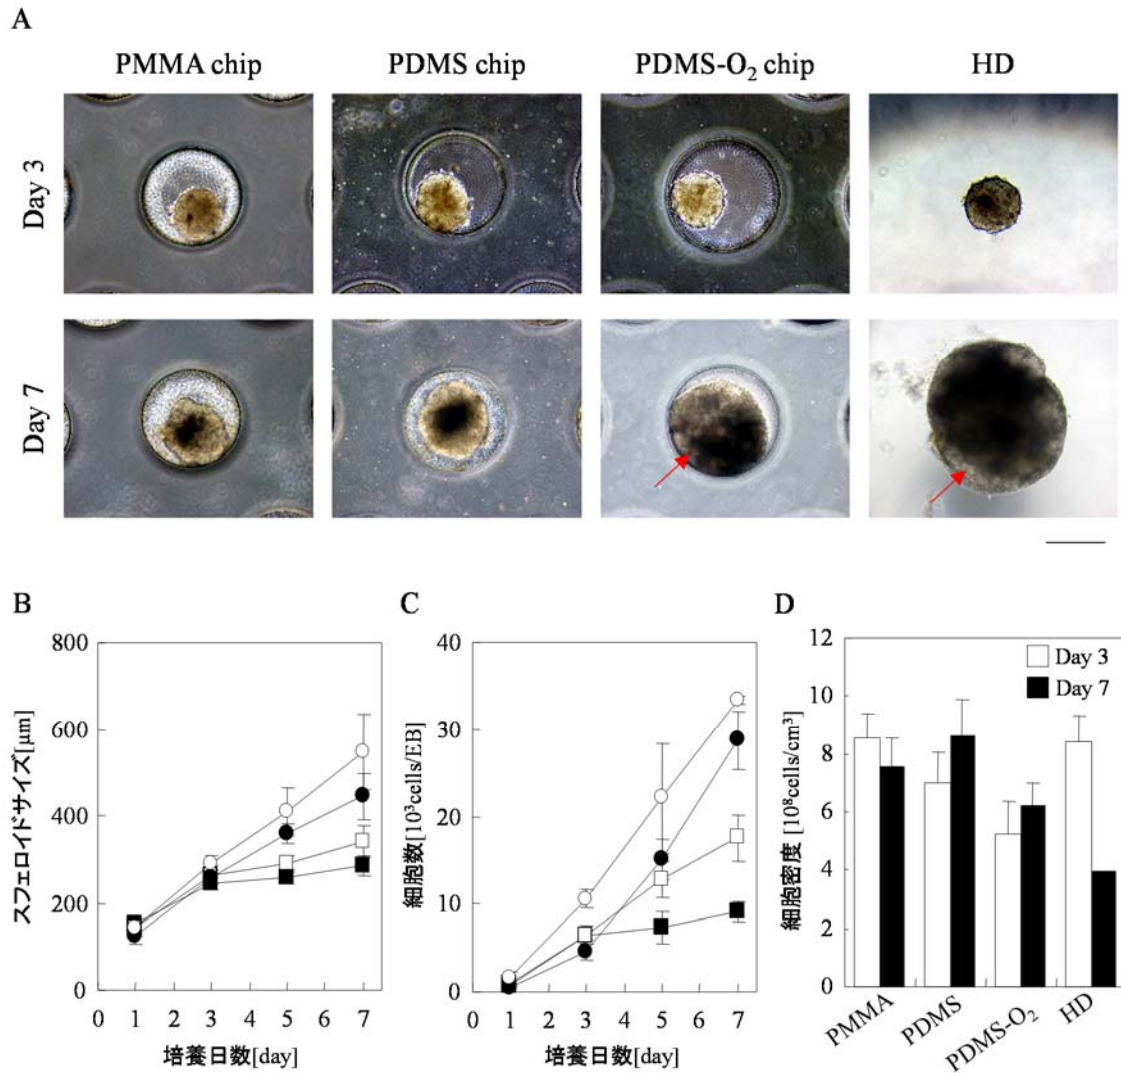 A
PMMA chip
PDMS chip
PDMS-O₂ chip
HD
Day 3
Day 7
B
スフェロイドサイズ[μm]
800
600
400
200
0
0 1 2 3 4 5 6 7
培養日数[day]
C
細胞数[10³cells/EB]
40
30
20
10
0
0 1 2 3 4 5 6 7
培養日数[day]
D
細胞密度 [10⁸cells/cm³]
12
10
8
6
4
2
0
Day 3
Day 7
PMMA
PDMS
PDMS-O₂
HD